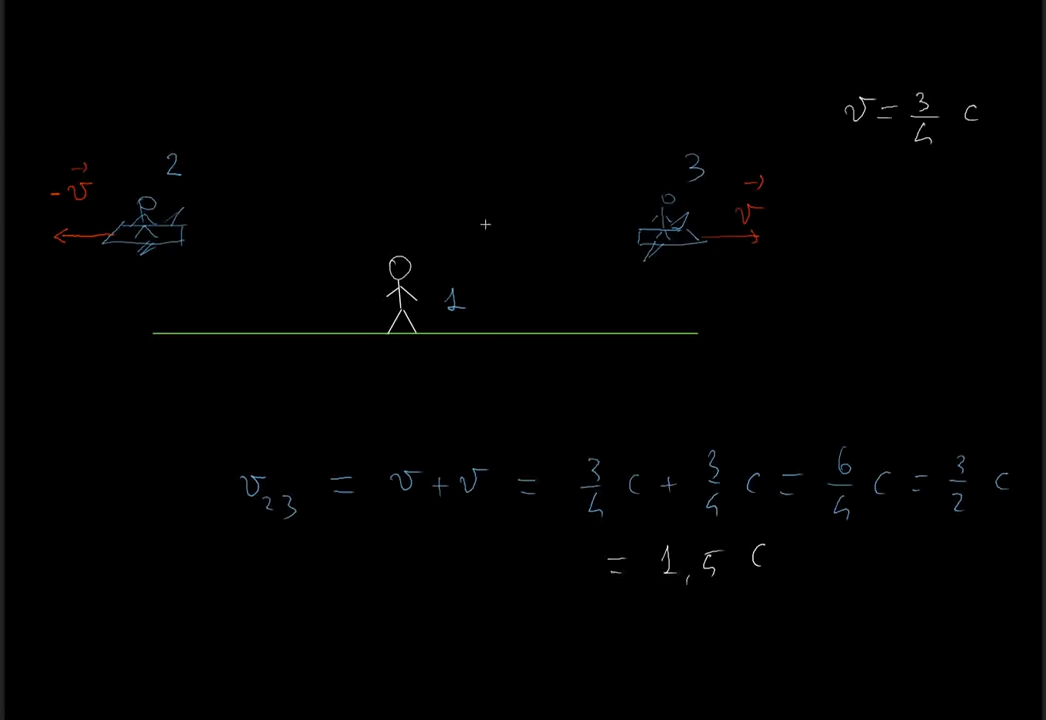 v = 3/4 c
2
3
-v⃗
v⃗
1
v₂₃ = v + v = 3/4 c + 3/4 c = 6/4 c = 3/2 c
= 1,5 c